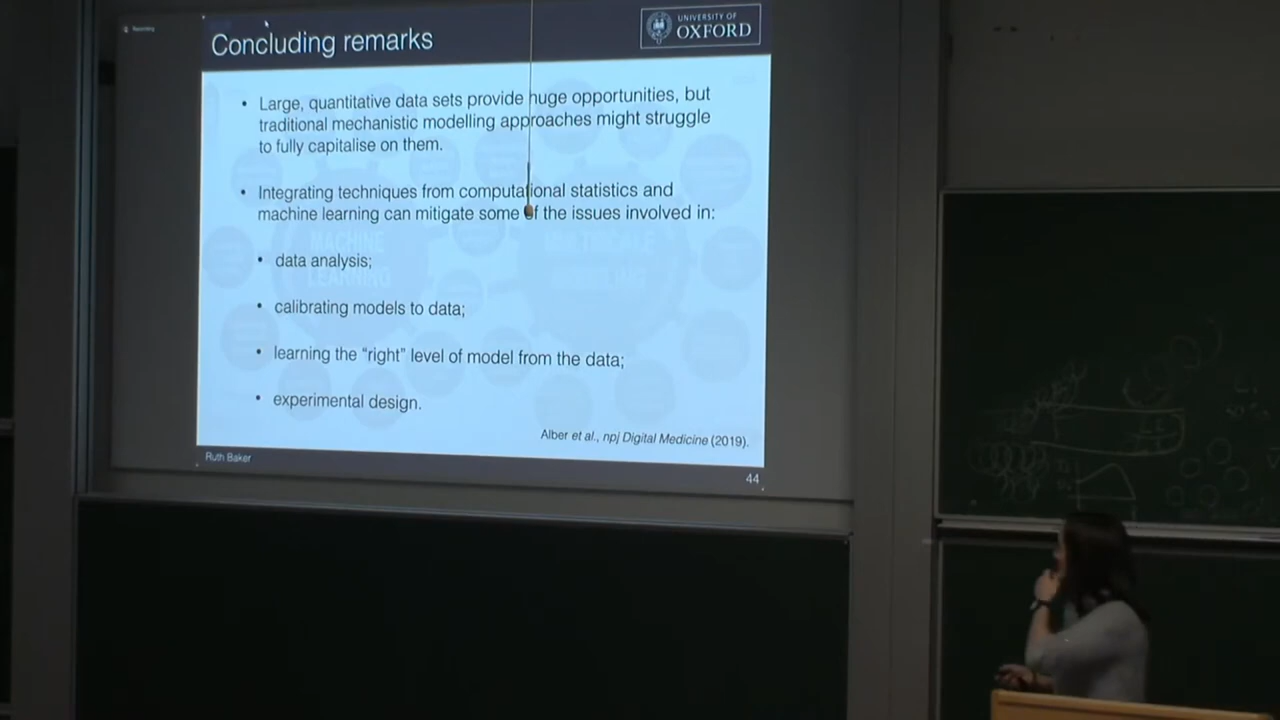 Concluding remarks
UNIVERSITY OF
OXFORD
• Large, quantitative data sets provide huge opportunities, but
traditional mechanistic modelling approaches might struggle
to fully capitalise on them.
• Integrating techniques from computational statistics and
machine learning can mitigate some of the issues involved in:
MACHINE
LEARNING
• data analysis;
• calibrating models to data;
• learning the “right” level of model from the data;
• experimental design.
Alber et al., npj Digital Medicine (2019).
Ruth Baker
44